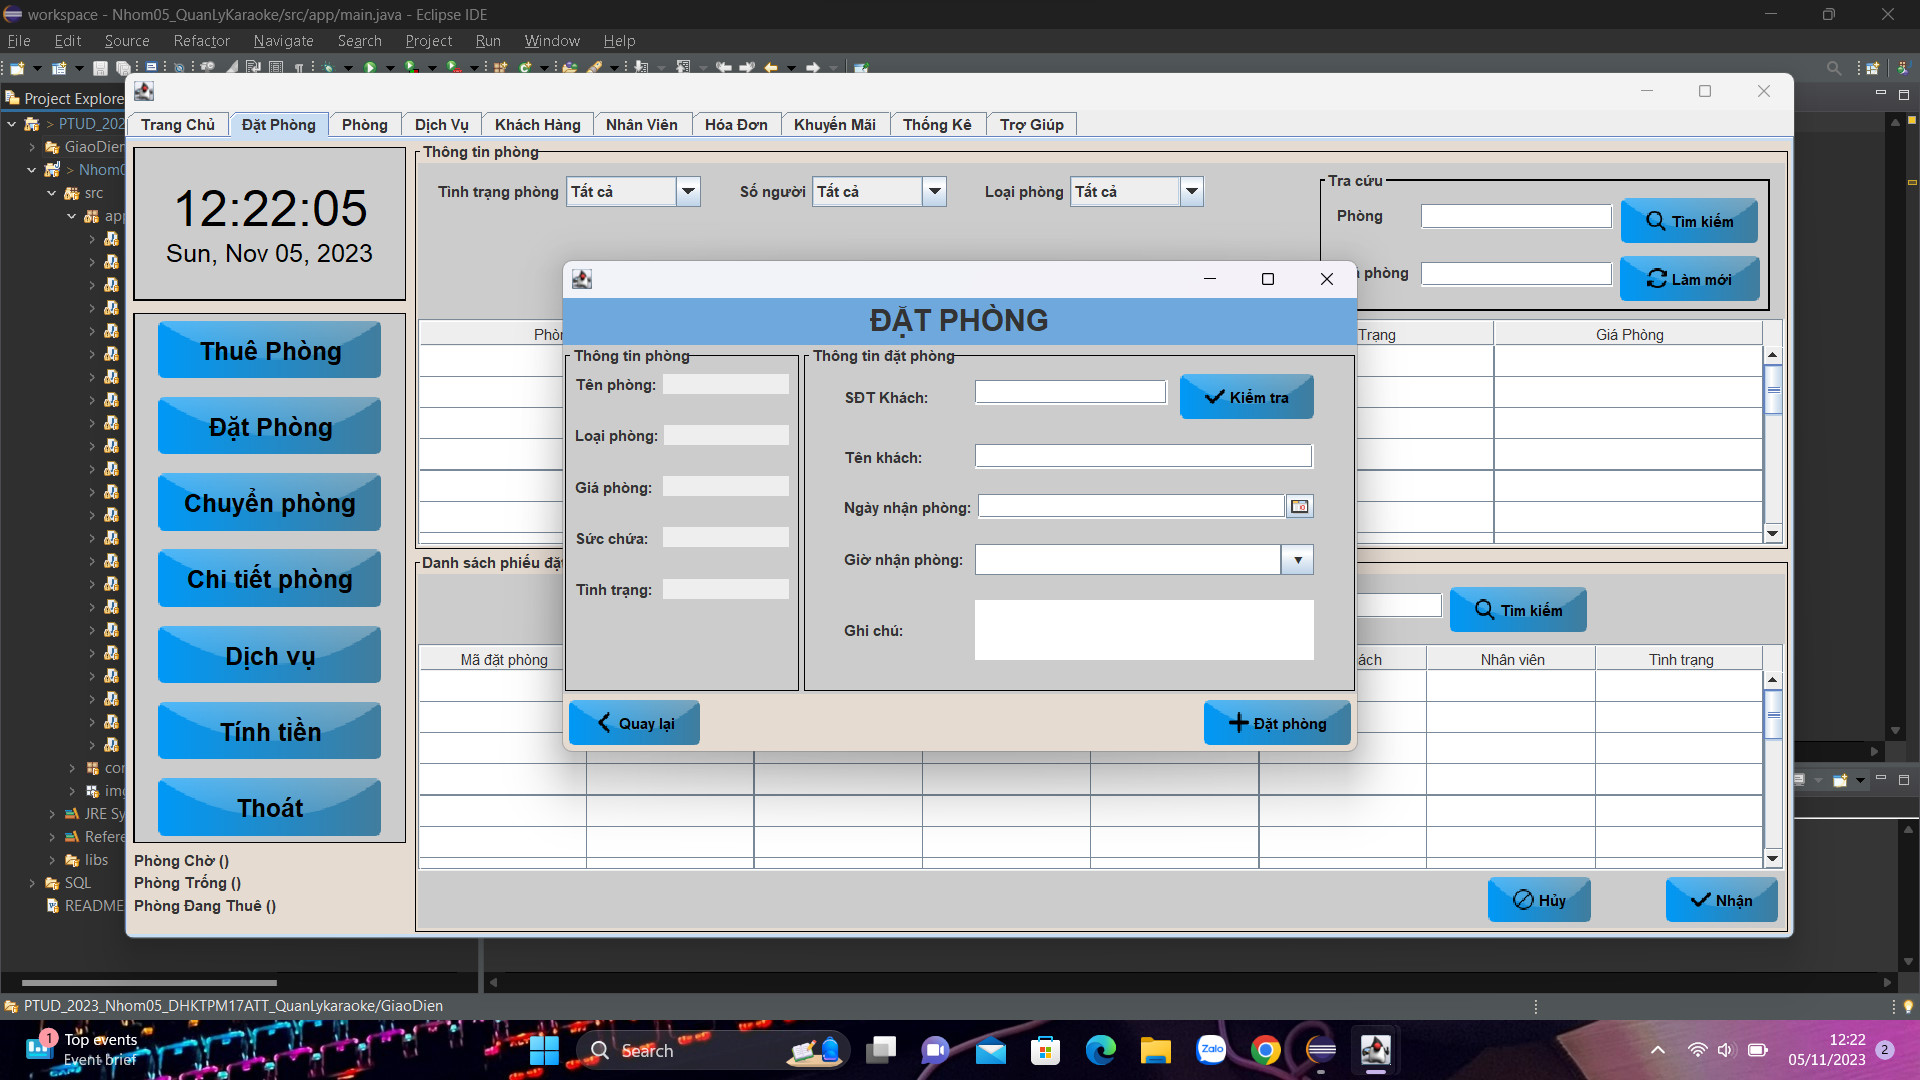 workspace - Nhom05_QuanLyKaraoke/src/app/main.java - Eclipse IDE
File Edit Source Refactor Navigate Search Project Run Window Help
Project Explore
> PTUD_202
GiaoDien
> Nhom0
src
app
con
img
JRE Sy
Refere
libs
SQL
README
Trang Chủ Đặt Phòng Phòng Dịch Vụ Khách Hàng Nhân Viên Hóa Đơn Khuyến Mãi Thống Kê Trợ Giúp
12:22:05
Sun, Nov 05, 2023
Thuê Phòng
Đặt Phòng
Chuyển phòng
Chi tiết phòng
Dịch vụ
Tính tiền
Thoát
Phòng Chờ ()
Phòng Trống ()
Phòng Đang Thuê ()
Thông tin phòng
Tình trạng phòng Tất cả Số người Tất cả Loại phòng Tất cả
Tra cứu
Phòng Tìm kiếm
phòng Làm mới
Phòn Trạng Giá Phòng
ĐẶT PHÒNG
Thông tin phòng
Tên phòng:
Loại phòng:
Giá phòng:
Sức chứa:
Tình trạng:
Thông tin đặt phòng
SĐT Khách: Kiểm tra
Tên khách:
Ngày nhận phòng:
Giờ nhận phòng:
Ghi chú:
Quay lại Đặt phòng
Danh sách phiếu đặt
Tìm kiếm
Mã đặt phòng ách Nhân viên Tình trạng
Hủy Nhận
PTUD_2023_Nhom05_DHKTPM17ATT_QuanLykaraoke/GiaoDien
1
Top events
Event brief
Search
Zalo
12:22
05/11/2023
2